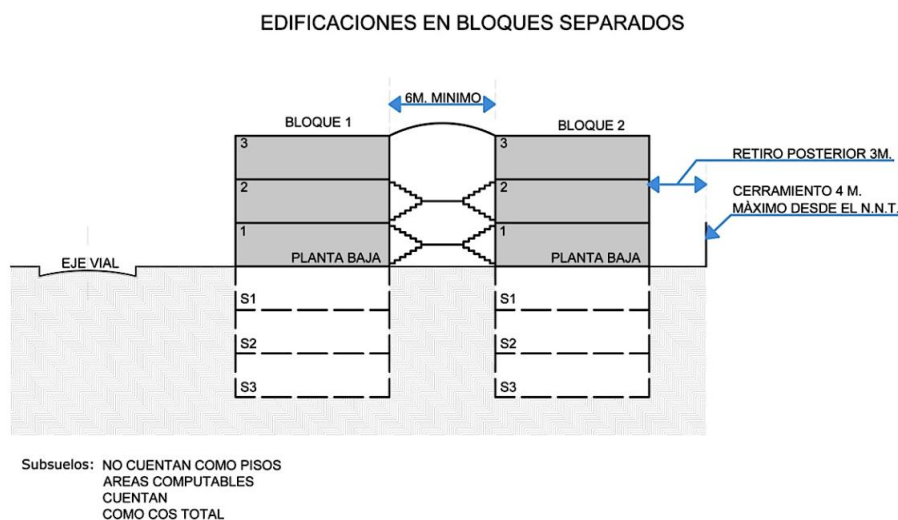 EDIFICACIONES EN BLOQUES SEPARADOS
6M. MINIMO
BLOQUE 1
BLOQUE 2
3
3
RETIRO POSTERIOR 3M.
2
2
CERRAMIENTO 4 M.
MÀXIMO DESDE EL N.N.T.
1
1
EJE VIAL
PLANTA BAJA
PLANTA BAJA
S1
S1
S2
S2
S3
S3
Subsuelos: NO CUENTAN COMO PISOS
AREAS COMPUTABLES
CUENTAN
COMO COS TOTAL